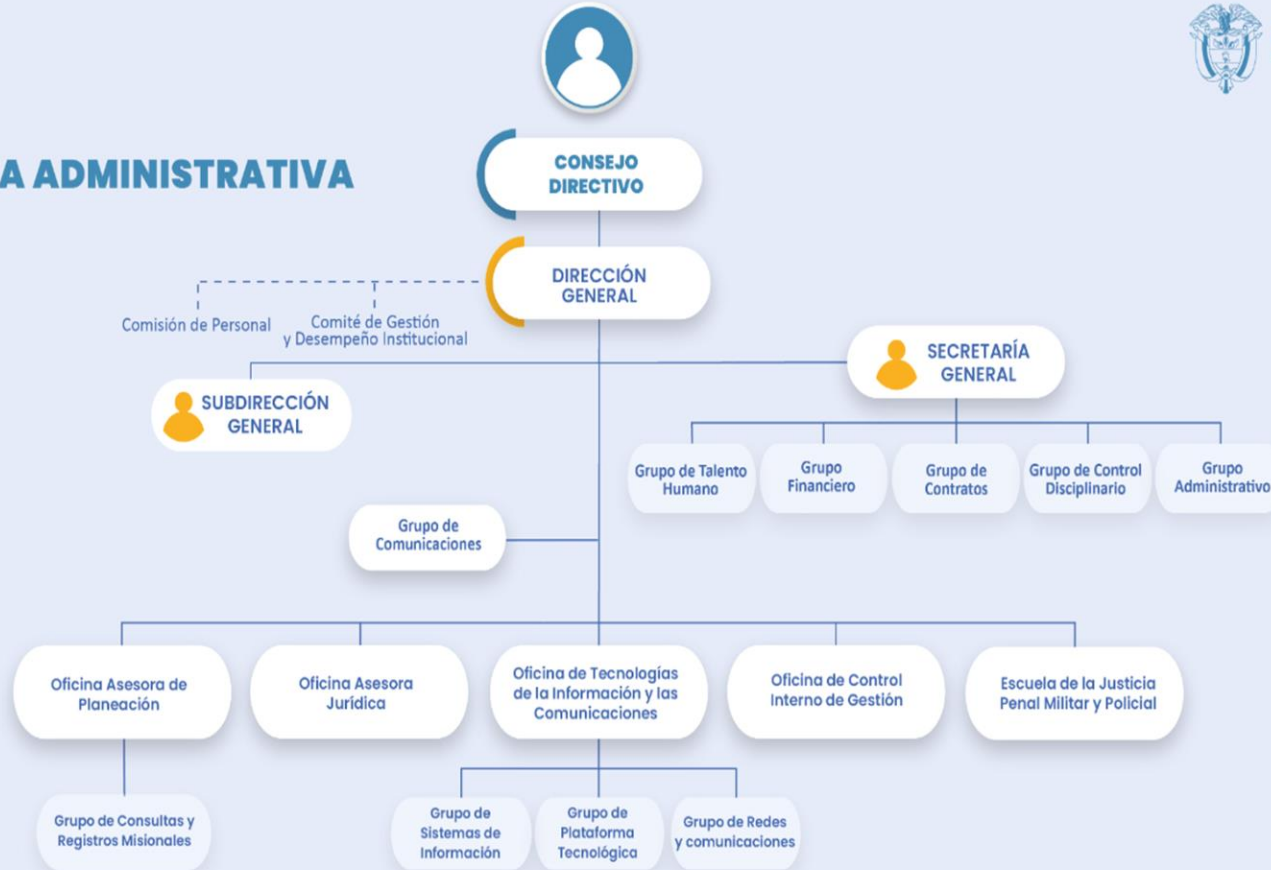 A ADMINISTRATIVA
CONSEJO
DIRECTIVO
DIRECCIÓN
GENERAL
Comisión de Personal
Comité de Gestión
y Desempeño Institucional
SECRETARÍA
GENERAL
SUBDIRECCIÓN
GENERAL
Grupo de Talento
Humano
Grupo
Financiero
Grupo de
Contratos
Grupo de Control
Disciplinario
Grupo
Administrativo
Grupo de
Comunicaciones
Oficina Asesora de
Planeación
Oficina Asesora
Jurídica
Oficina de Tecnologías
de la Información y las
Comunicaciones
Oficina de Control
Interno de Gestión
Escuela de la Justicia
Penal Militar y Policial
Grupo de Consultas y
Registros Misionales
Grupo de
Sistemas de
Información
Grupo de
Plataforma
Tecnológica
Grupo de Redes
y comunicaciones